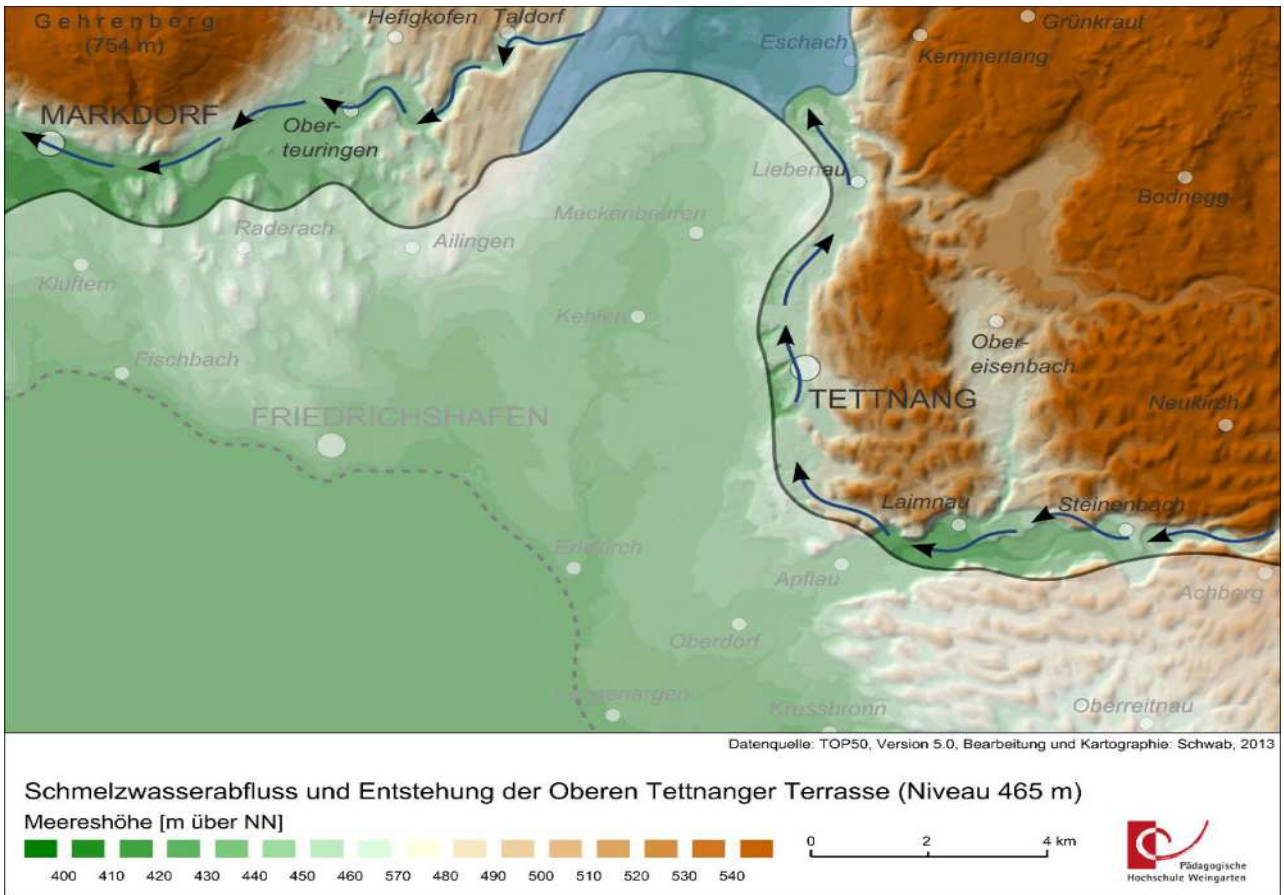 Gehrenberg
(754 m)
Hefigkofen
Taldorf
Eschach
Grünkraut
Kemmerlang
MARKDORF
Ober-
teuringen
Liebenau
Bodnegg
Raderach
Ailingen
Meckenbeuren
Kluftern
Kehlen
Ober-
eisenbach
Fischbach
TETTNANG
Neukirch
FRIEDRICHSHAFEN
Laimnau
Steinenbach
Eriskirch
Apflau
Achberg
Oberdorf
Langenargen
Kressbronn
Oberreitnau
Datenquelle: TOP50, Version 5.0, Bearbeitung und Kartographie: Schwab, 2013
Schmelzwasserabfluss und Entstehung der Oberen Tettnanger Terrasse (Niveau 465 m)
Meereshöhe [m über NN]
0 2 4 km
400 410 420 430 440 450 460 570 480 490 500 510 520 530 540
Pädagogische
Hochschule Weingarten